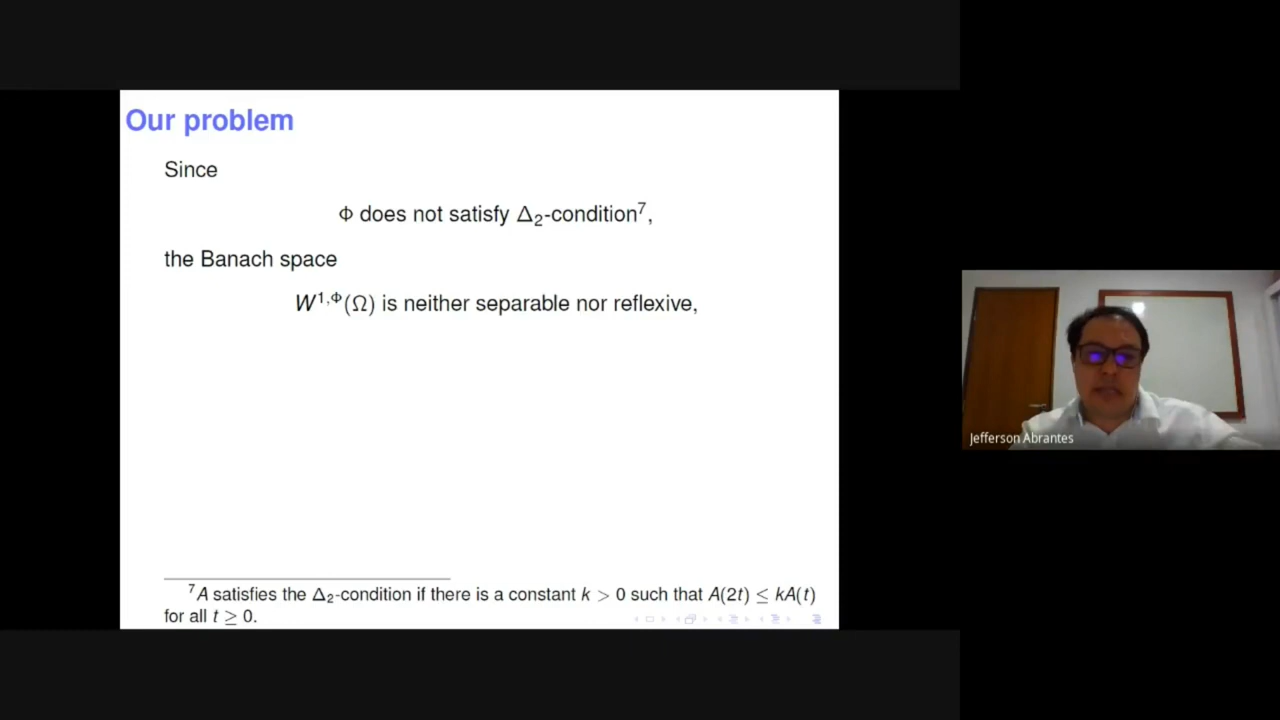 Our problem
Since
Φ does not satisfy Δ₂-condition⁷,
the Banach space
W¹,Φ(Ω) is neither separable nor reflexive,
⁷A satisfies the Δ₂-condition if there is a constant k > 0 such that A(2t) ≤ kA(t)
for all t ≥ 0.
Jefferson Abrantes